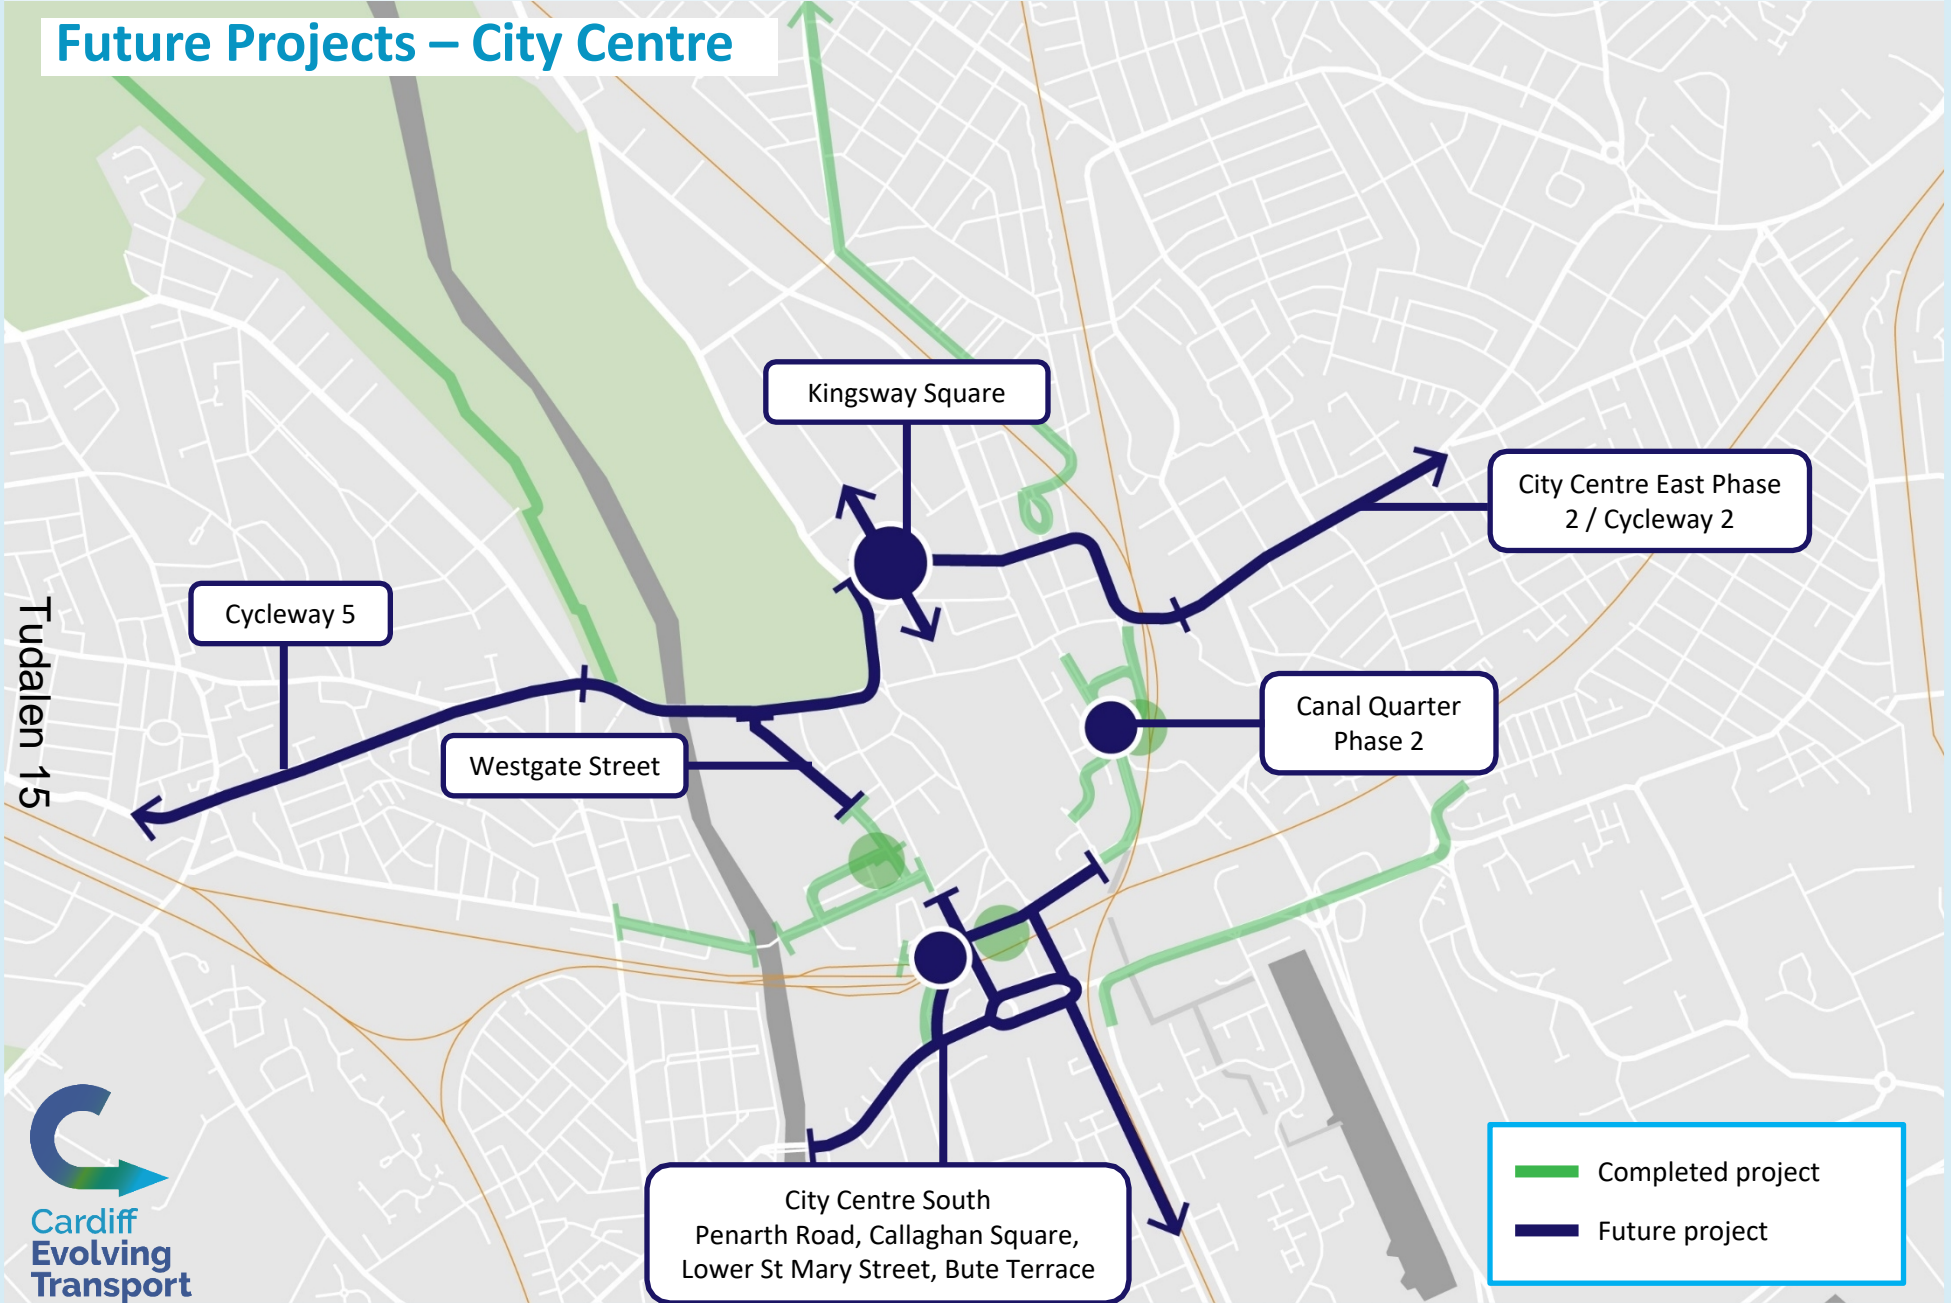 Future Projects – City Centre
Kingsway Square
City Centre East Phase
2 / Cycleway 2
Cycleway 5
Tudalen 15
Canal Quarter
Phase 2
Westgate Street
City Centre South
Penarth Road, Callaghan Square,
Lower St Mary Street, Bute Terrace
Completed project
Future project
Cardiff
Evolving
Transport